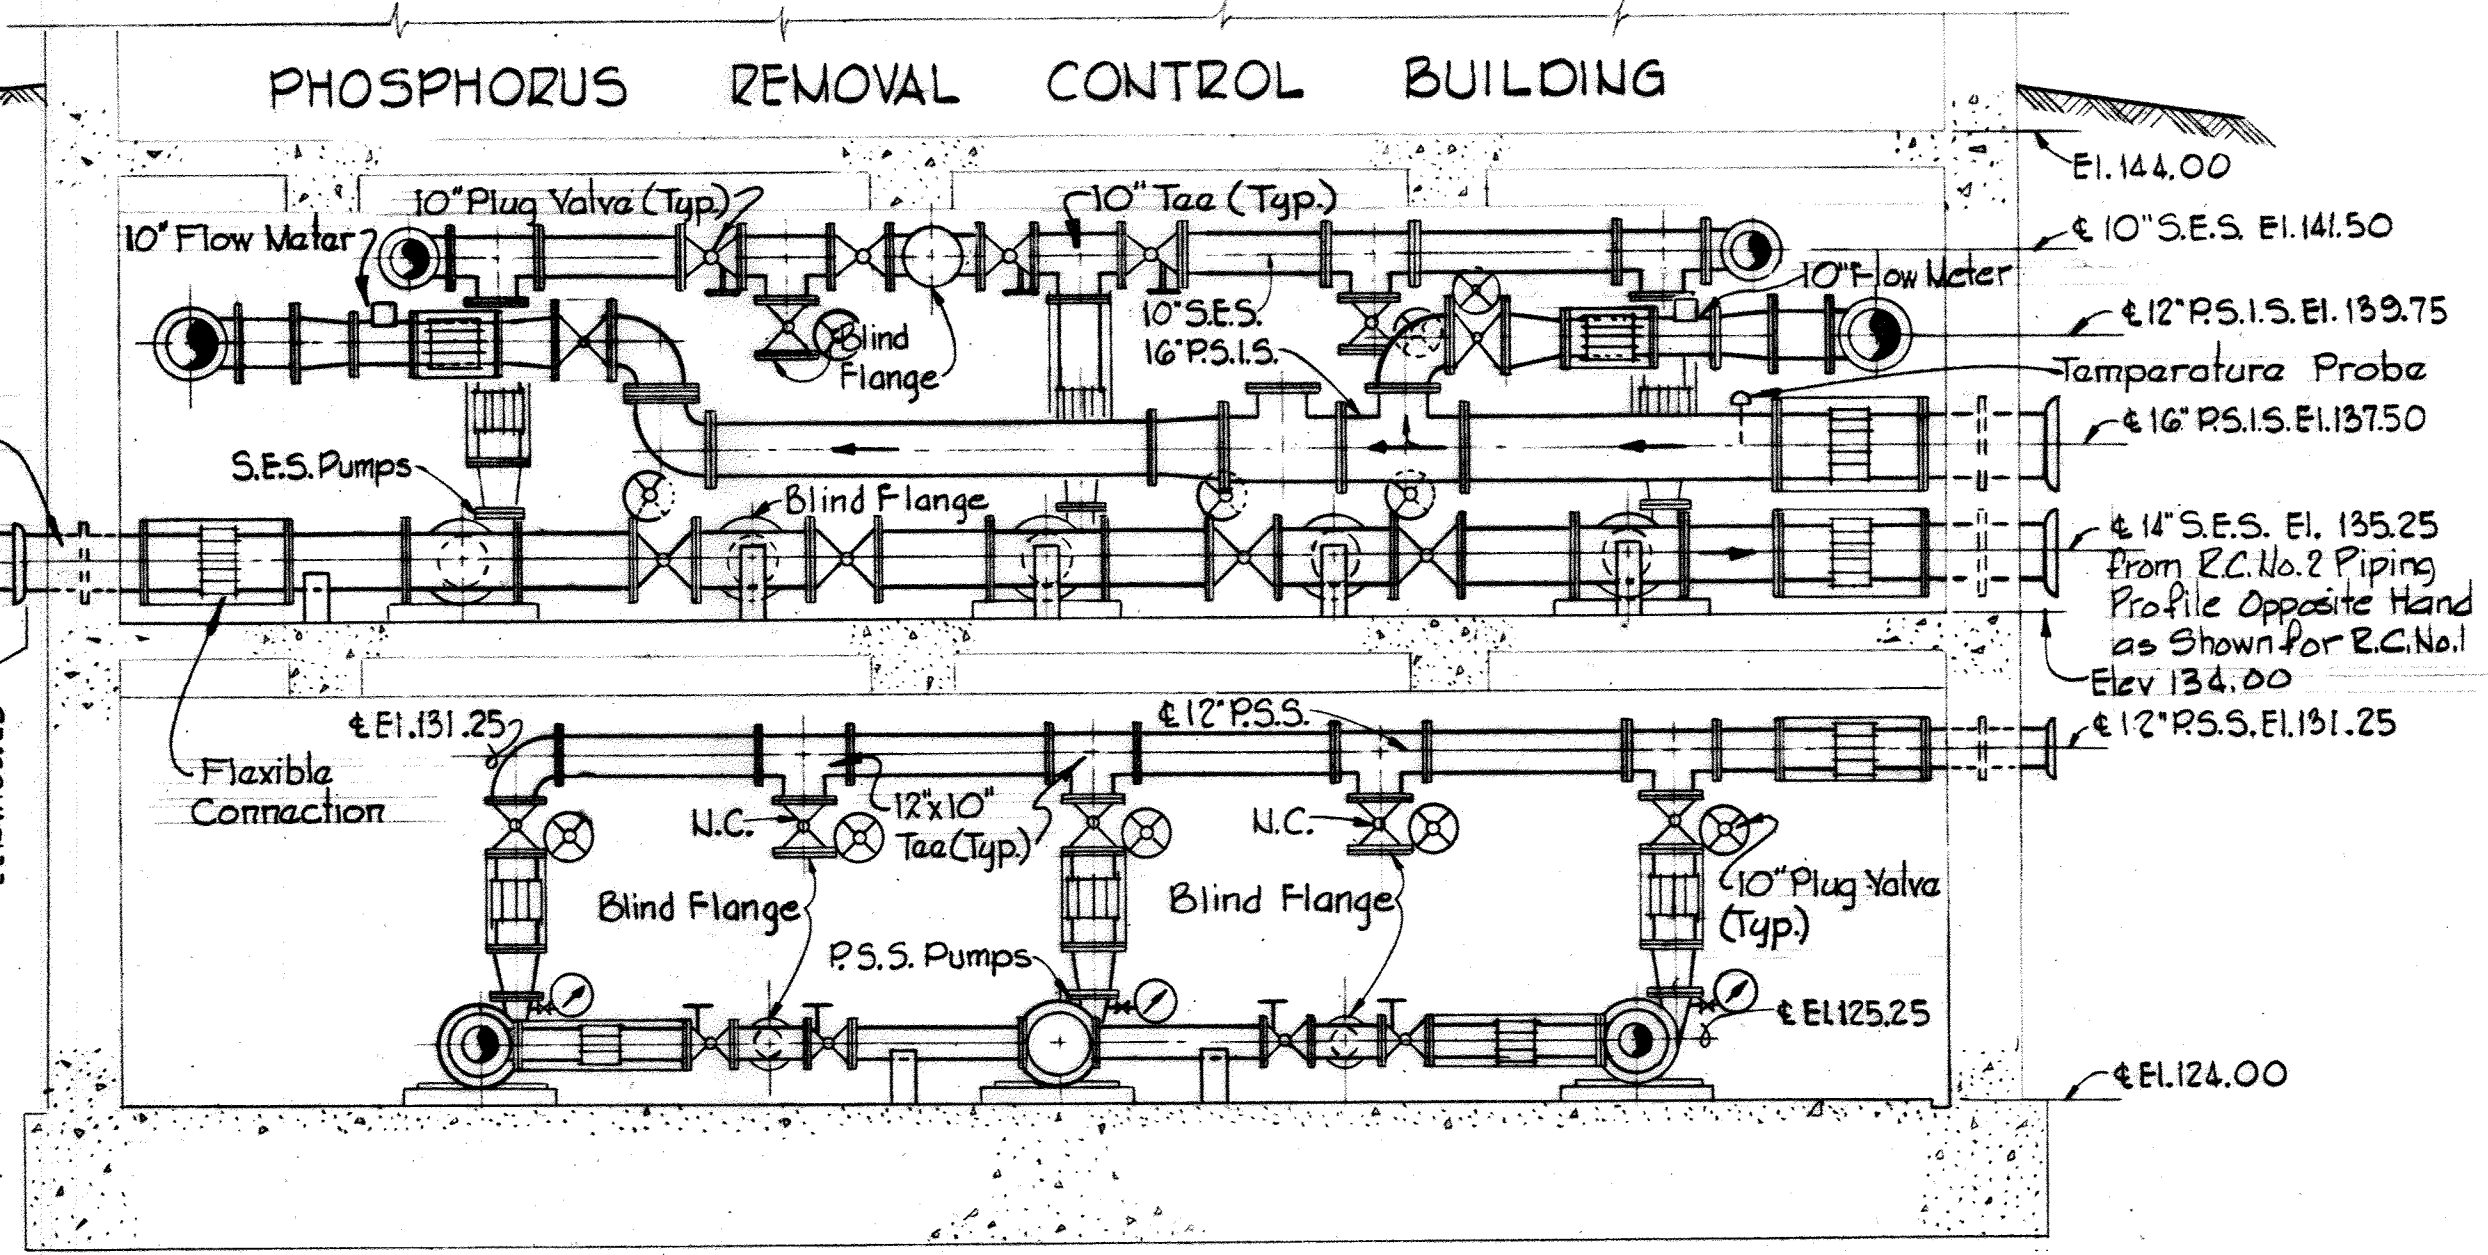 PHOSPHORUS REMOVAL CONTROL BUILDING
El. 144.00
10" Plug Valve (Typ.)
10" Tee (Typ.)
10" Flow Meter
℄ 10" S.E.S. El. 141.50
10" Flow Meter
Blind
Flange
10" S.E.S.
16" P.S.I.S.
℄ 12" P.S.I.S. El. 139.75
Temperature Probe
℄ 16" P.S.I.S. El. 137.50
S.E.S. Pumps
Blind Flange
℄ 14" S.E.S. El. 135.25
from R.C. No. 2 Piping
Profile Opposite Hand
as Shown for R.C. No. 1
Elev 134.00
℄ El. 131.25
℄ 12" P.S.S.
℄ 12" P.S.S. El. 131.25
Flexible
Connection
N.C.
12" x 10"
Tee (Typ.)
N.C.
Blind Flange
Blind Flange
10" Plug Valve
(Typ.)
P.S.S. Pumps
℄ El. 125.25
℄ El. 124.00